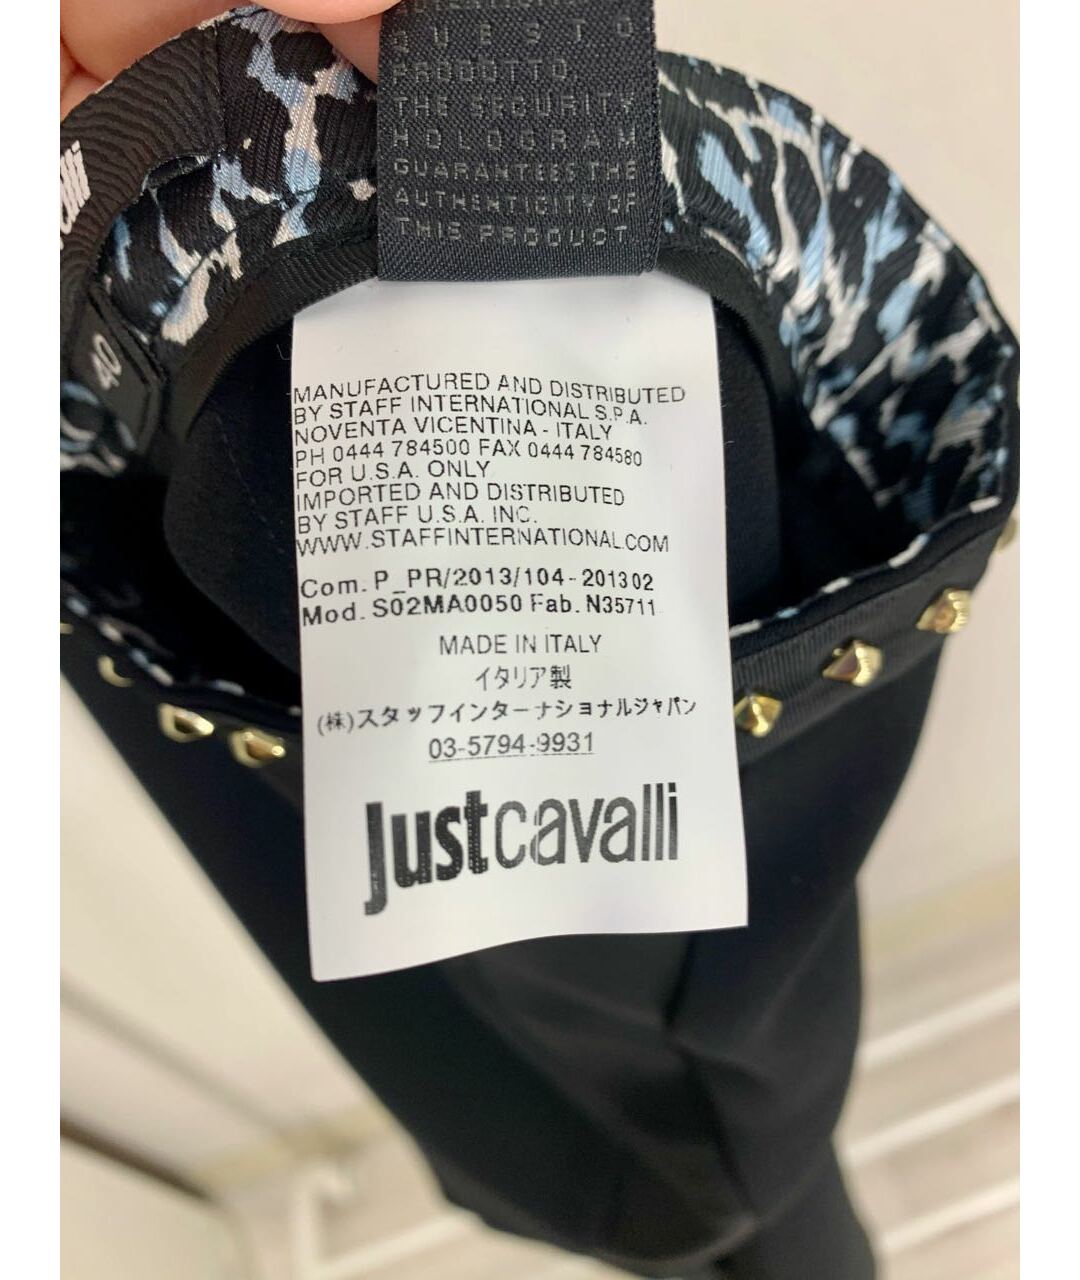 QUESTO
PRODOTTO.
THE SECURITY
HOLOGRAM
GUARANTEES THE
AUTHENTICITY OF
THIS PRODUCT.
40
MANUFACTURED AND DISTRIBUTED
BY STAFF INTERNATIONAL S.P.A.
NOVENTA VICENTINA - ITALY
PH 0444 784500 FAX 0444 784580
FOR U.S.A. ONLY
IMPORTED AND DISTRIBUTED
BY STAFF U.S.A. INC.
WWW.STAFFINTERNATIONAL.COM
Com. P_PR/2013/104-201302
Mod. S02MA0050 Fab. N35711
MADE IN ITALY
イタリア製
(株)スタッフインターナショナルジャパン
03-5794-9931
Justcavalli